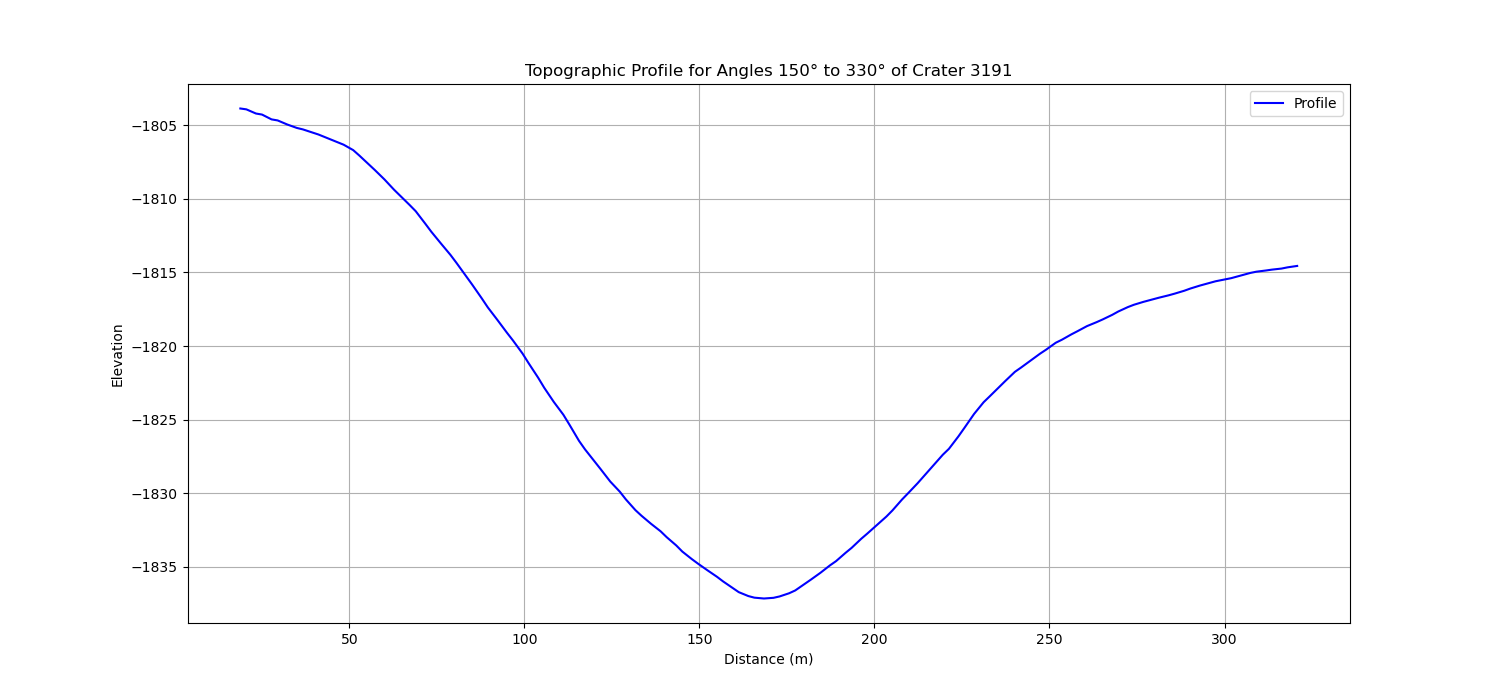 Topographic Profile for Angles 150° to 330° of Crater 3191
Profile
−1805
−1810
−1815
−1820
−1825
−1830
−1835
Elevation
50 100 150 200 250 300
Distance (m)